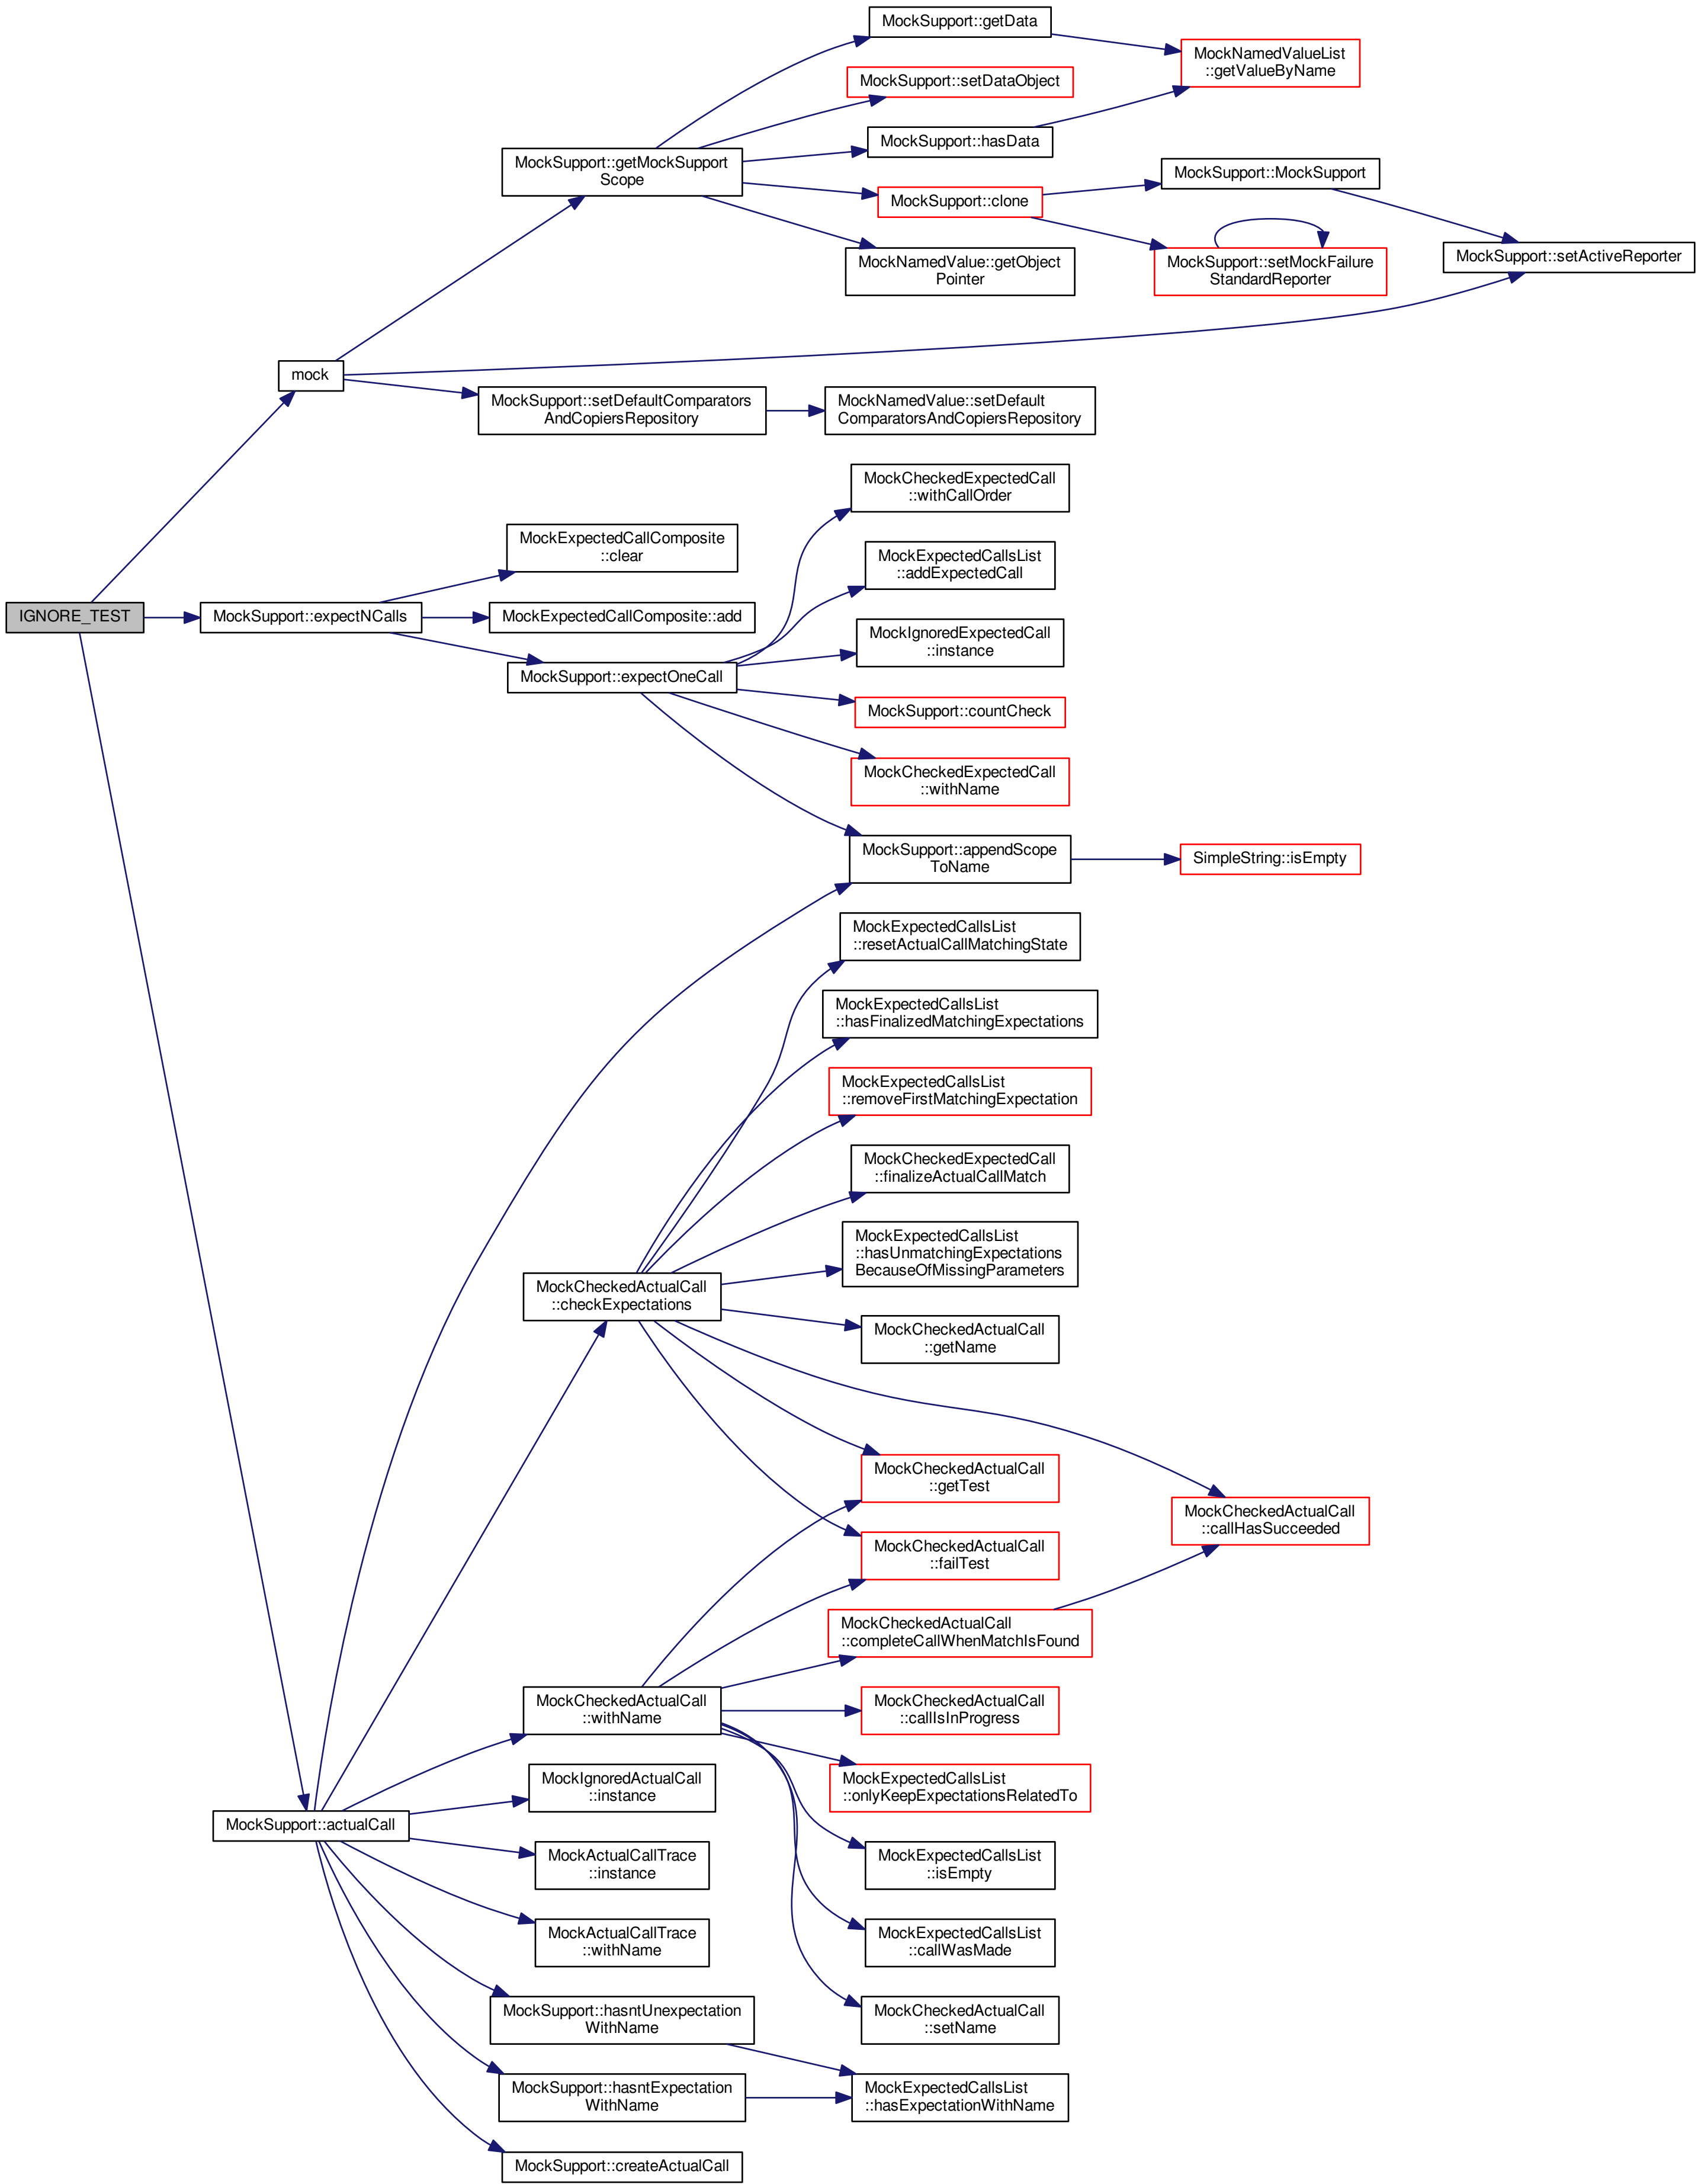 MockSupport::getData
MockNamedValueList
::getValueByName
MockSupport::setDataObject
MockSupport::hasData
MockSupport::getMockSupport
Scope
MockSupport::MockSupport
MockSupport::clone
MockSupport::setActiveReporter
MockNamedValue::getObject
Pointer
MockSupport::setMockFailure
StandardReporter
mock
MockSupport::setDefaultComparators
AndCopiersRepository
MockNamedValue::setDefault
ComparatorsAndCopiersRepository
MockCheckedExpectedCall
::withCallOrder
MockExpectedCallComposite
::clear
MockExpectedCallsList
::addExpectedCall
IGNORE_TEST
MockSupport::expectNCalls
MockExpectedCallComposite::add
MockIgnoredExpectedCall
::instance
MockSupport::expectOneCall
MockSupport::countCheck
MockCheckedExpectedCall
::withName
MockSupport::appendScope
ToName
SimpleString::isEmpty
MockExpectedCallsList
::resetActualCallMatchingState
MockExpectedCallsList
::hasFinalizedMatchingExpectations
MockExpectedCallsList
::removeFirstMatchingExpectation
MockCheckedExpectedCall
::finalizeActualCallMatch
MockExpectedCallsList
::hasUnmatchingExpectations
BecauseOfMissingParameters
MockCheckedActualCall
::checkExpectations
MockCheckedActualCall
::getName
MockCheckedActualCall
::getTest
MockCheckedActualCall
::callHasSucceeded
MockCheckedActualCall
::failTest
MockCheckedActualCall
::completeCallWhenMatchIsFound
MockCheckedActualCall
::withName
MockCheckedActualCall
::callIsInProgress
MockIgnoredActualCall
::instance
MockExpectedCallsList
::onlyKeepExpectationsRelatedTo
MockSupport::actualCall
MockActualCallTrace
::instance
MockExpectedCallsList
::isEmpty
MockActualCallTrace
::withName
MockExpectedCallsList
::callWasMade
MockSupport::hasntUnexpectation
WithName
MockCheckedActualCall
::setName
MockSupport::hasntExpectation
WithName
MockExpectedCallsList
::hasExpectationWithName
MockSupport::createActualCall